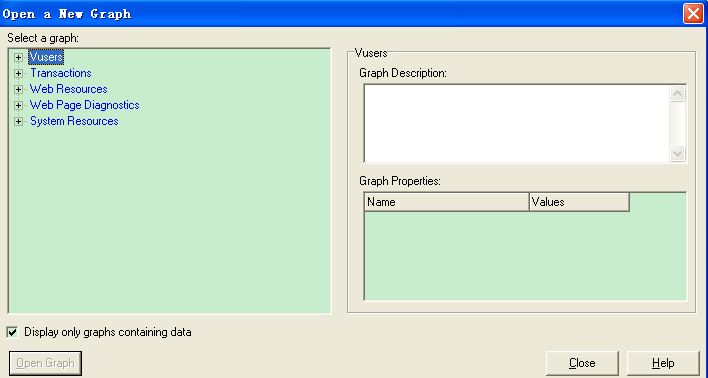 Open a New Graph
Select a graph:
Vusers
Transactions
Web Resources
Web Page Diagnostics
System Resources
Vusers
Graph Description:
Graph Properties:
Name Values
Display only graphs containing data
Open Graph Close Help